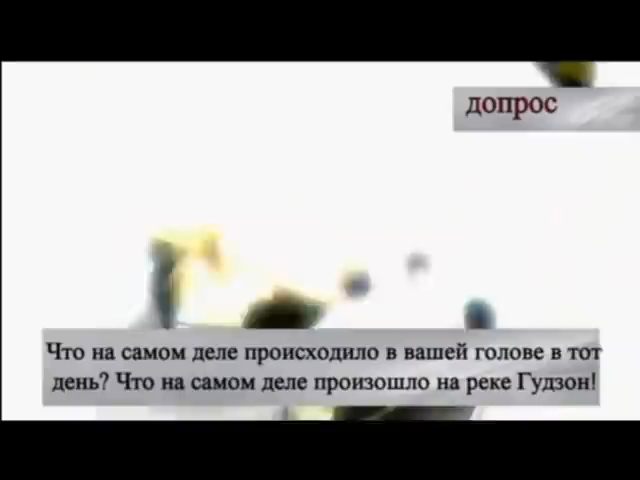 допрос
Что на самом деле происходило в вашей голове в тот
день? Что на самом деле произошло на реке Гудзон!